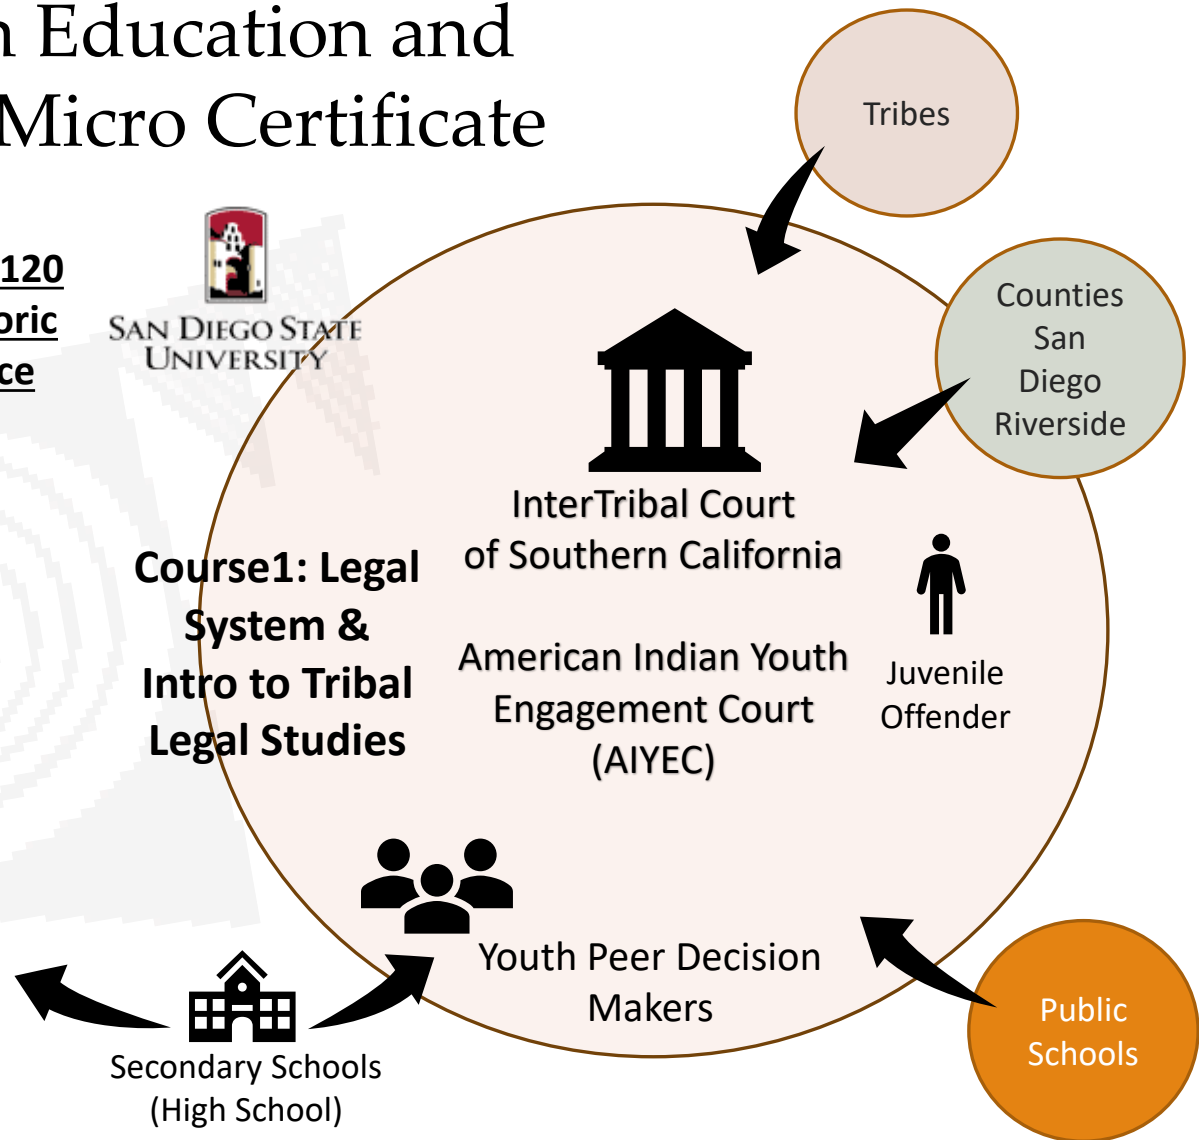 n Education and
Micro Certificate
Tribes
120
oric
ce
SAN DIEGO STATE
UNIVERSITY
Counties
San
Diego
Riverside
InterTribal Court
of Southern California
Course1: Legal
System &
Intro to Tribal
Legal Studies
American Indian Youth
Engagement Court
(AIYEC)
Juvenile
Offender
Youth Peer Decision
Makers
Public
Schools
Secondary Schools
(High School)